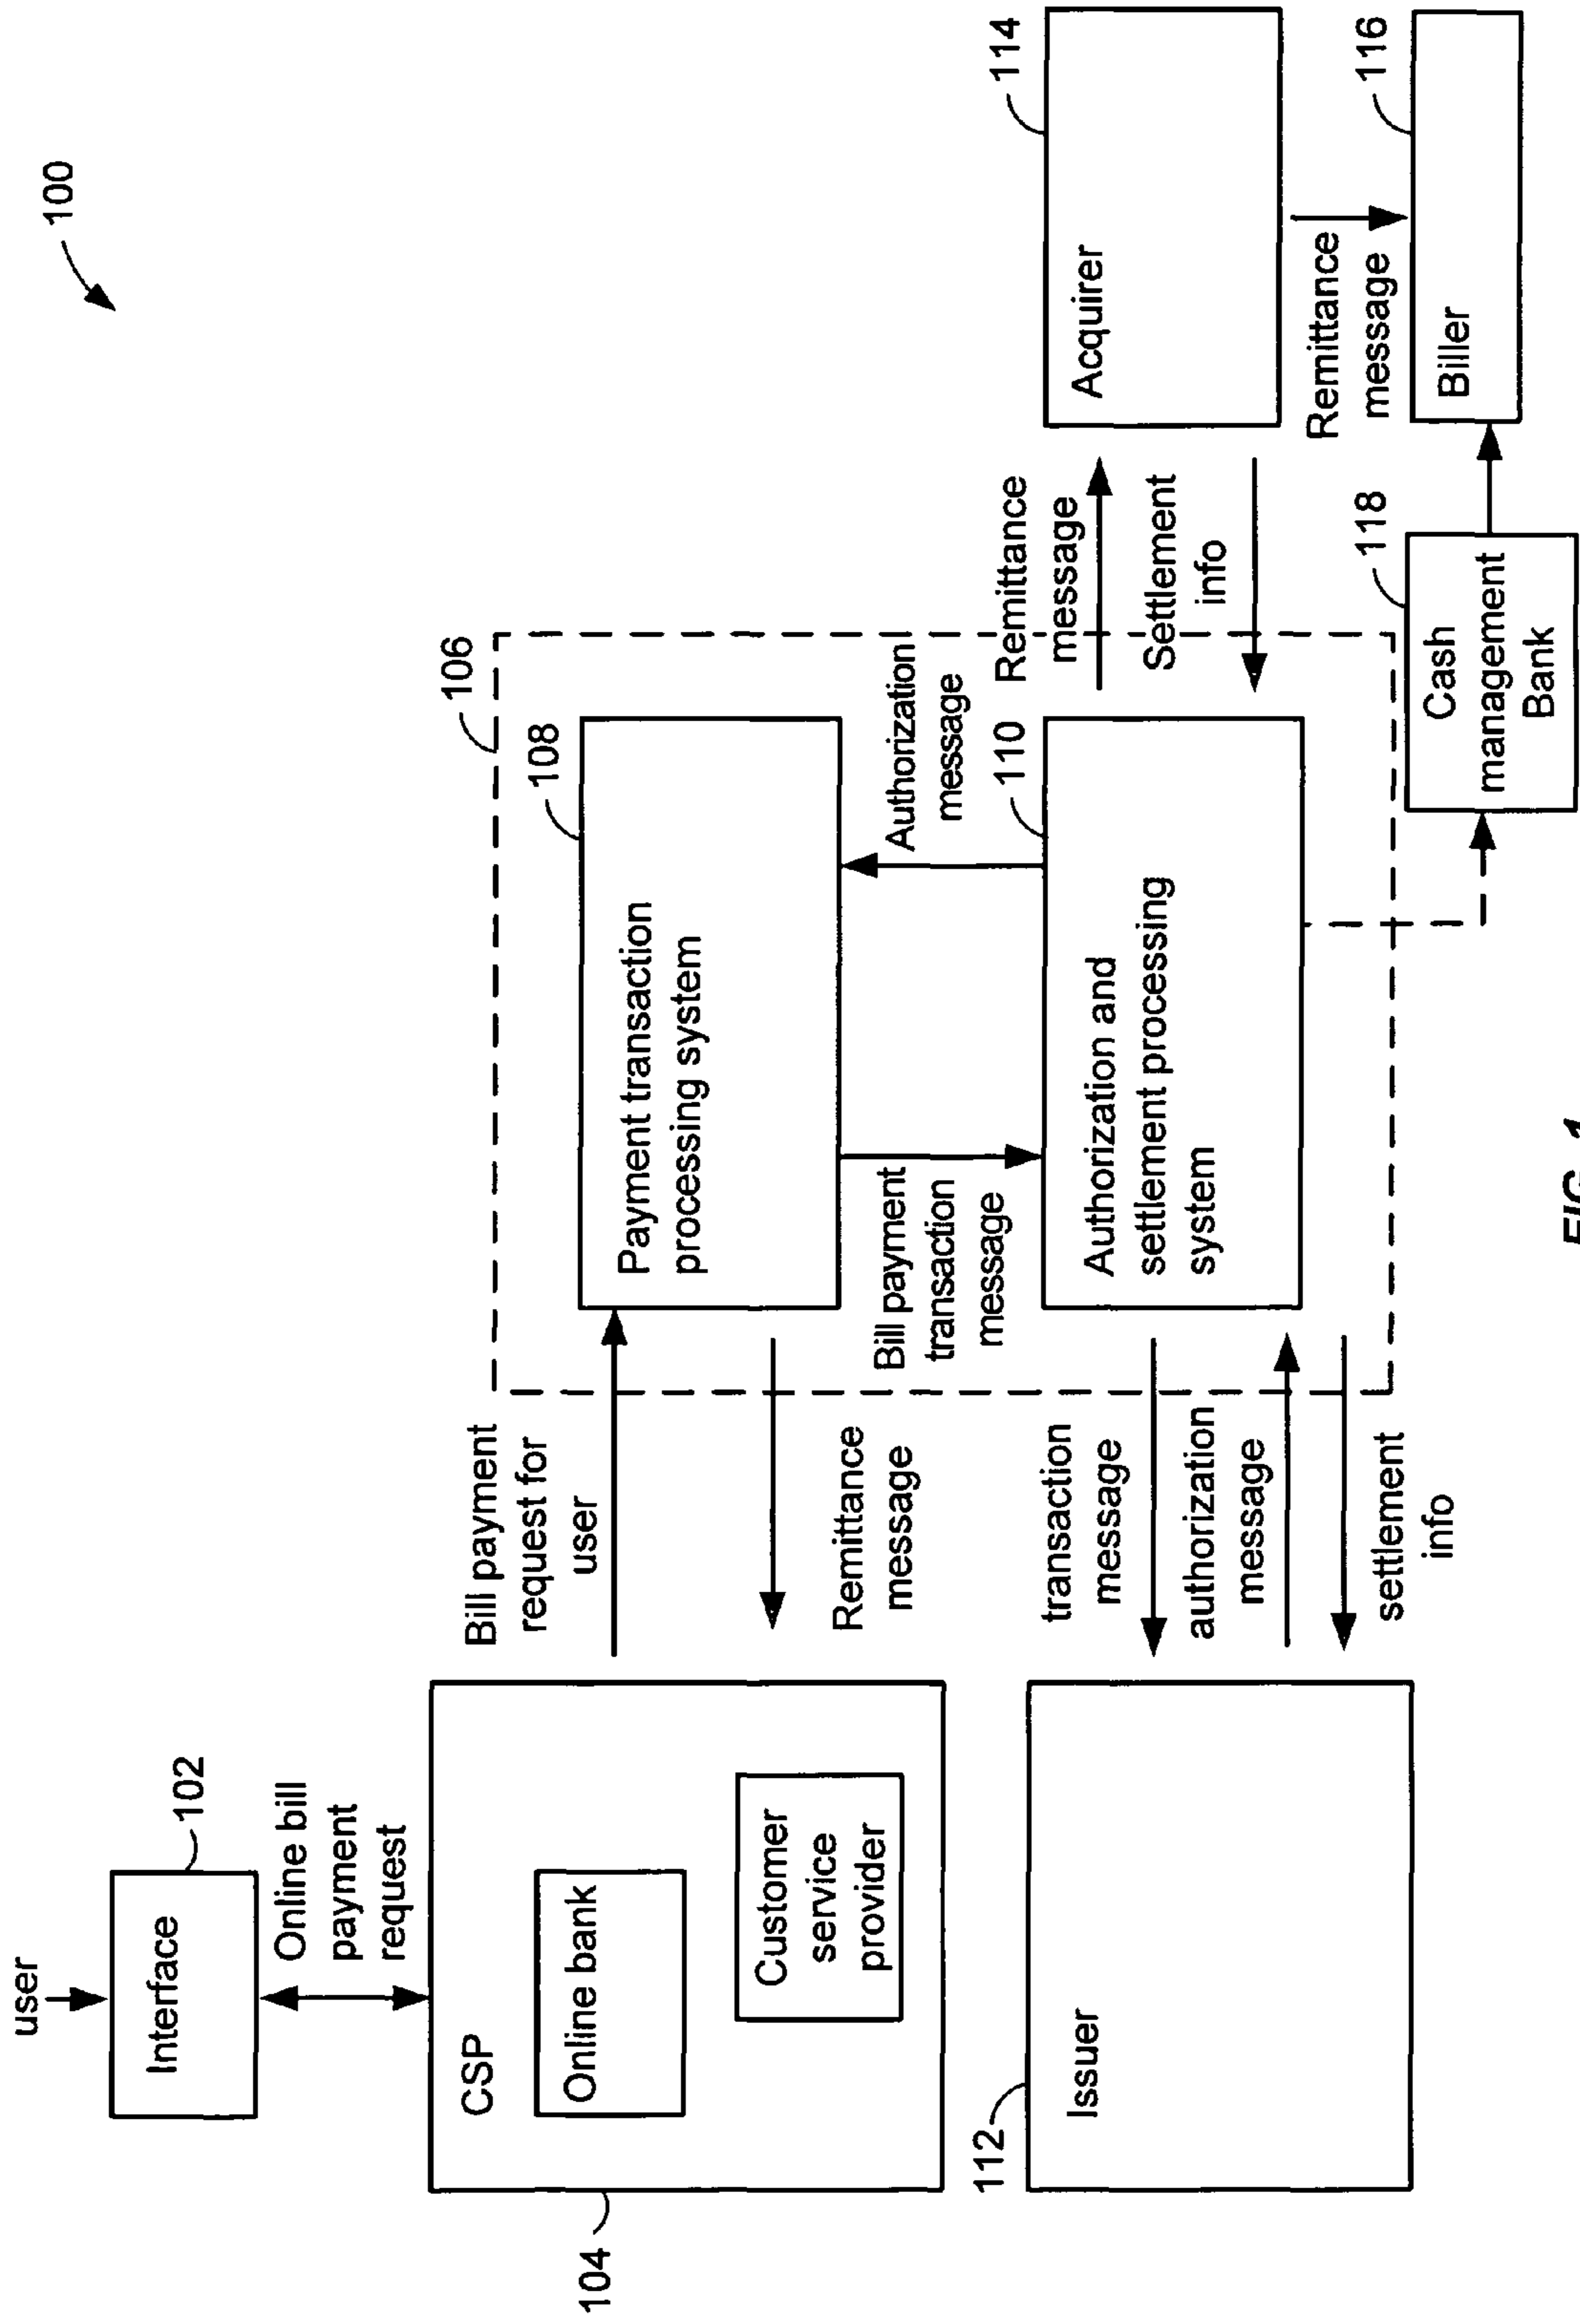 100
user
Interface
102
Online bill
payment
request
CSP
Online bank
Customer
service
provider
104
Bill payment
request for
user
Remittance
message
106
Payment transaction
processing system
108
Bill payment
transaction
message
Authorization
message
110
Authorization and
settlement processing
system
Issuer
112
transaction
message
authorization
message
settlement
info
Remittance
message
Settlement
info
Acquirer
114
Remittance
message
Biller
116
Cash
management
Bank
118
FIG. 1